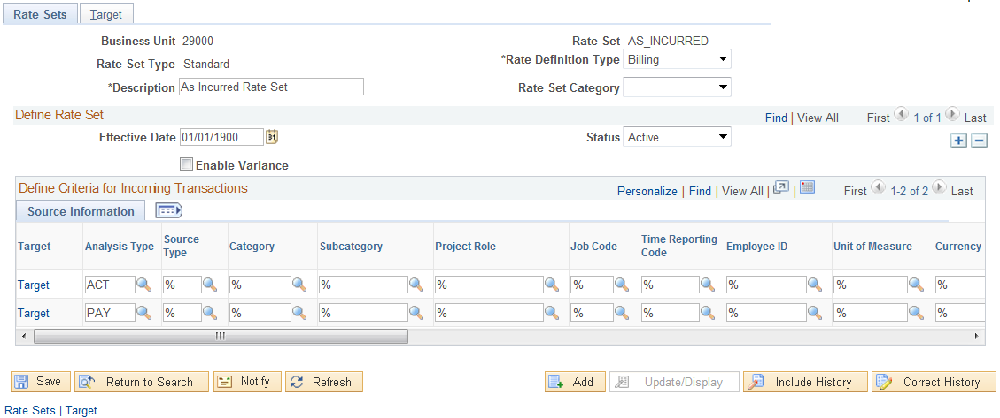 Rate Sets Target
Business Unit 29000 Rate Set AS_INCURRED
Rate Set Type Standard *Rate Definition Type Billing
*Description As Incurred Rate Set Rate Set Category
Define Rate Set Find | View All First 1 of 1 Last
Effective Date 01/01/1900 31 Status Active
Enable Variance
Define Criteria for Incoming Transactions Personalize | Find | View All | | First 1-2 of 2 Last
Source Information
Target Analysis Type Source Type Category Subcategory Project Role Job Code Time Reporting Code Employee ID Unit of Measure Currency
Target ACT % % % % % % % % %
Target PAY % % % % % % % % %
Save Return to Search Notify Refresh Add Update/Display Include History Correct History
Rate Sets | Target